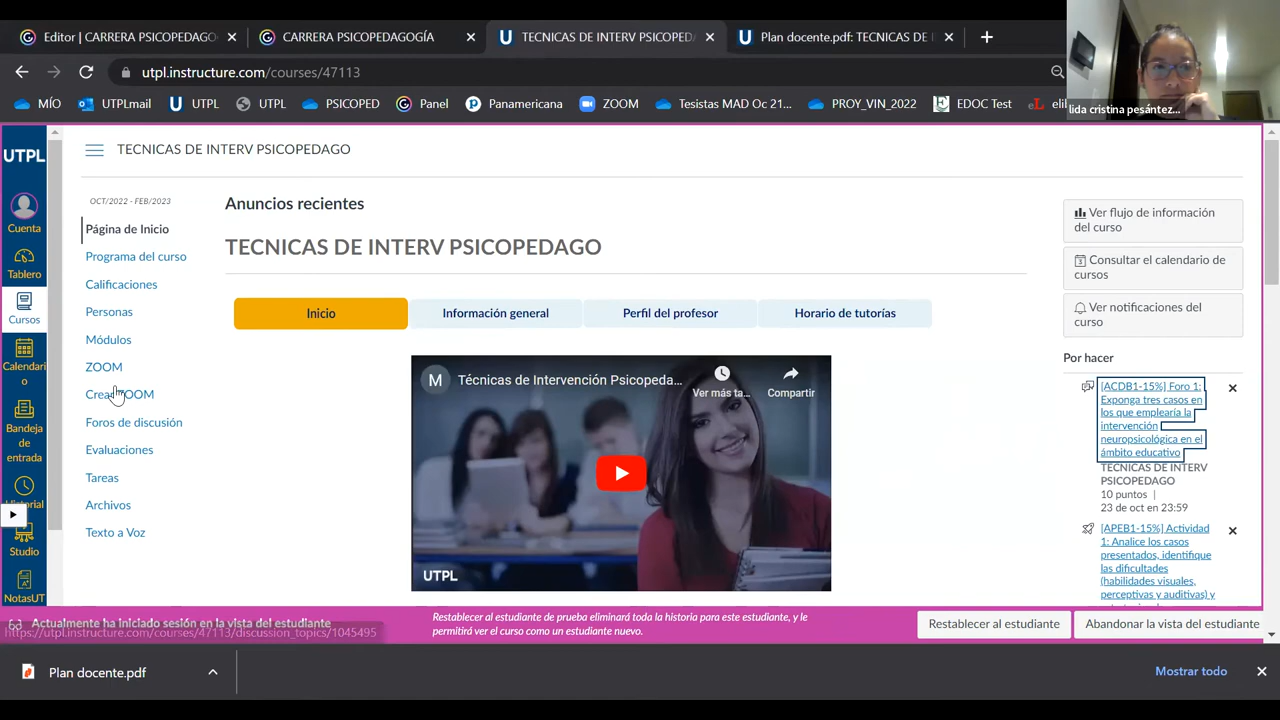 Editor | CARRERA PSICOPEDAGO
CARRERA PSICOPEDAGOGÍA
TECNICAS DE INTERV PSICOPED
Plan docente.pdf: TECNICAS DE
utpl.instructure.com/courses/47113
MÍO
UTPLmail
UTPL
UTPL
PSICOPED
Panel
Panamericana
ZOOM
Tesistas MAD Oc 21...
PROY_VIN_2022
EDOC Test
lida cristina pesántez...
UTPL
Cuenta
Tablero
Cursos
Calendari
o
Bandeja
de
entrada
Historial
Studio
NotasUT
TECNICAS DE INTERV PSICOPEDAGO
OCT/2022 - FEB/2023
Página de Inicio
Programa del curso
Calificaciones
Personas
Módulos
ZOOM
Crear ZOOM
Foros de discusión
Evaluaciones
Tareas
Archivos
Texto a Voz
Anuncios recientes
TECNICAS DE INTERV PSICOPEDAGO
Inicio
Información general
Perfil del profesor
Horario de tutorías
M
Técnicas de Intervención Psicopeda...
Ver más ta...
Compartir
UTPL
Ver flujo de información
del curso
Consultar el calendario de
cursos
Ver notificaciones del
curso
Por hacer
[ACDB1-15%] Foro 1:
Exponga tres casos en
los que emplearía la
intervención
neuropsicológica en el
ámbito educativo
TECNICAS DE INTERV
PSICOPEDAGO
10 puntos |
23 de oct en 23:59
[APEB1-15%] Actividad
1: Analice los casos
presentados, identifique
las dificultades
(habilidades visuales,
perceptivas y auditivas) y
Actualmente ha iniciado sesión en la vista del estudiante
https://utpl.instructure.com/courses/47113/discussion_topics/1045495
Restablecer al estudiante de prueba eliminará toda la historia para este estudiante, y le
permitirá ver el curso como un estudiante nuevo.
Restablecer al estudiante
Abandonar la vista del estudiante
Plan docente.pdf
Mostrar todo